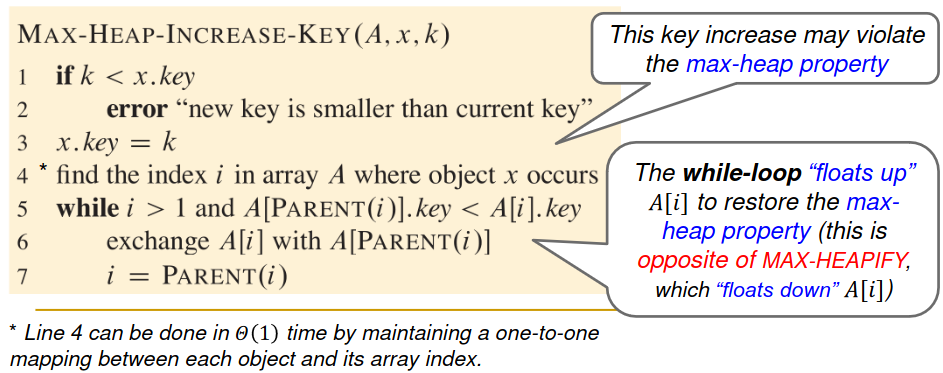 MAX-HEAP-INCREASE-KEY(A, x, k)
1 if k < x.key
2 error “new key is smaller than current key”
3 x.key = k
4 * find the index i in array A where object x occurs
5 while i > 1 and A[PARENT(i)].key < A[i].key
6 exchange A[i] with A[PARENT(i)]
7 i = PARENT(i)
This key increase may violate
the max-heap property
The while-loop “floats up”
A[i] to restore the max-
heap property (this is
opposite of MAX-HEAPIFY,
which “floats down” A[i])
* Line 4 can be done in Θ(1) time by maintaining a one-to-one
mapping between each object and its array index.